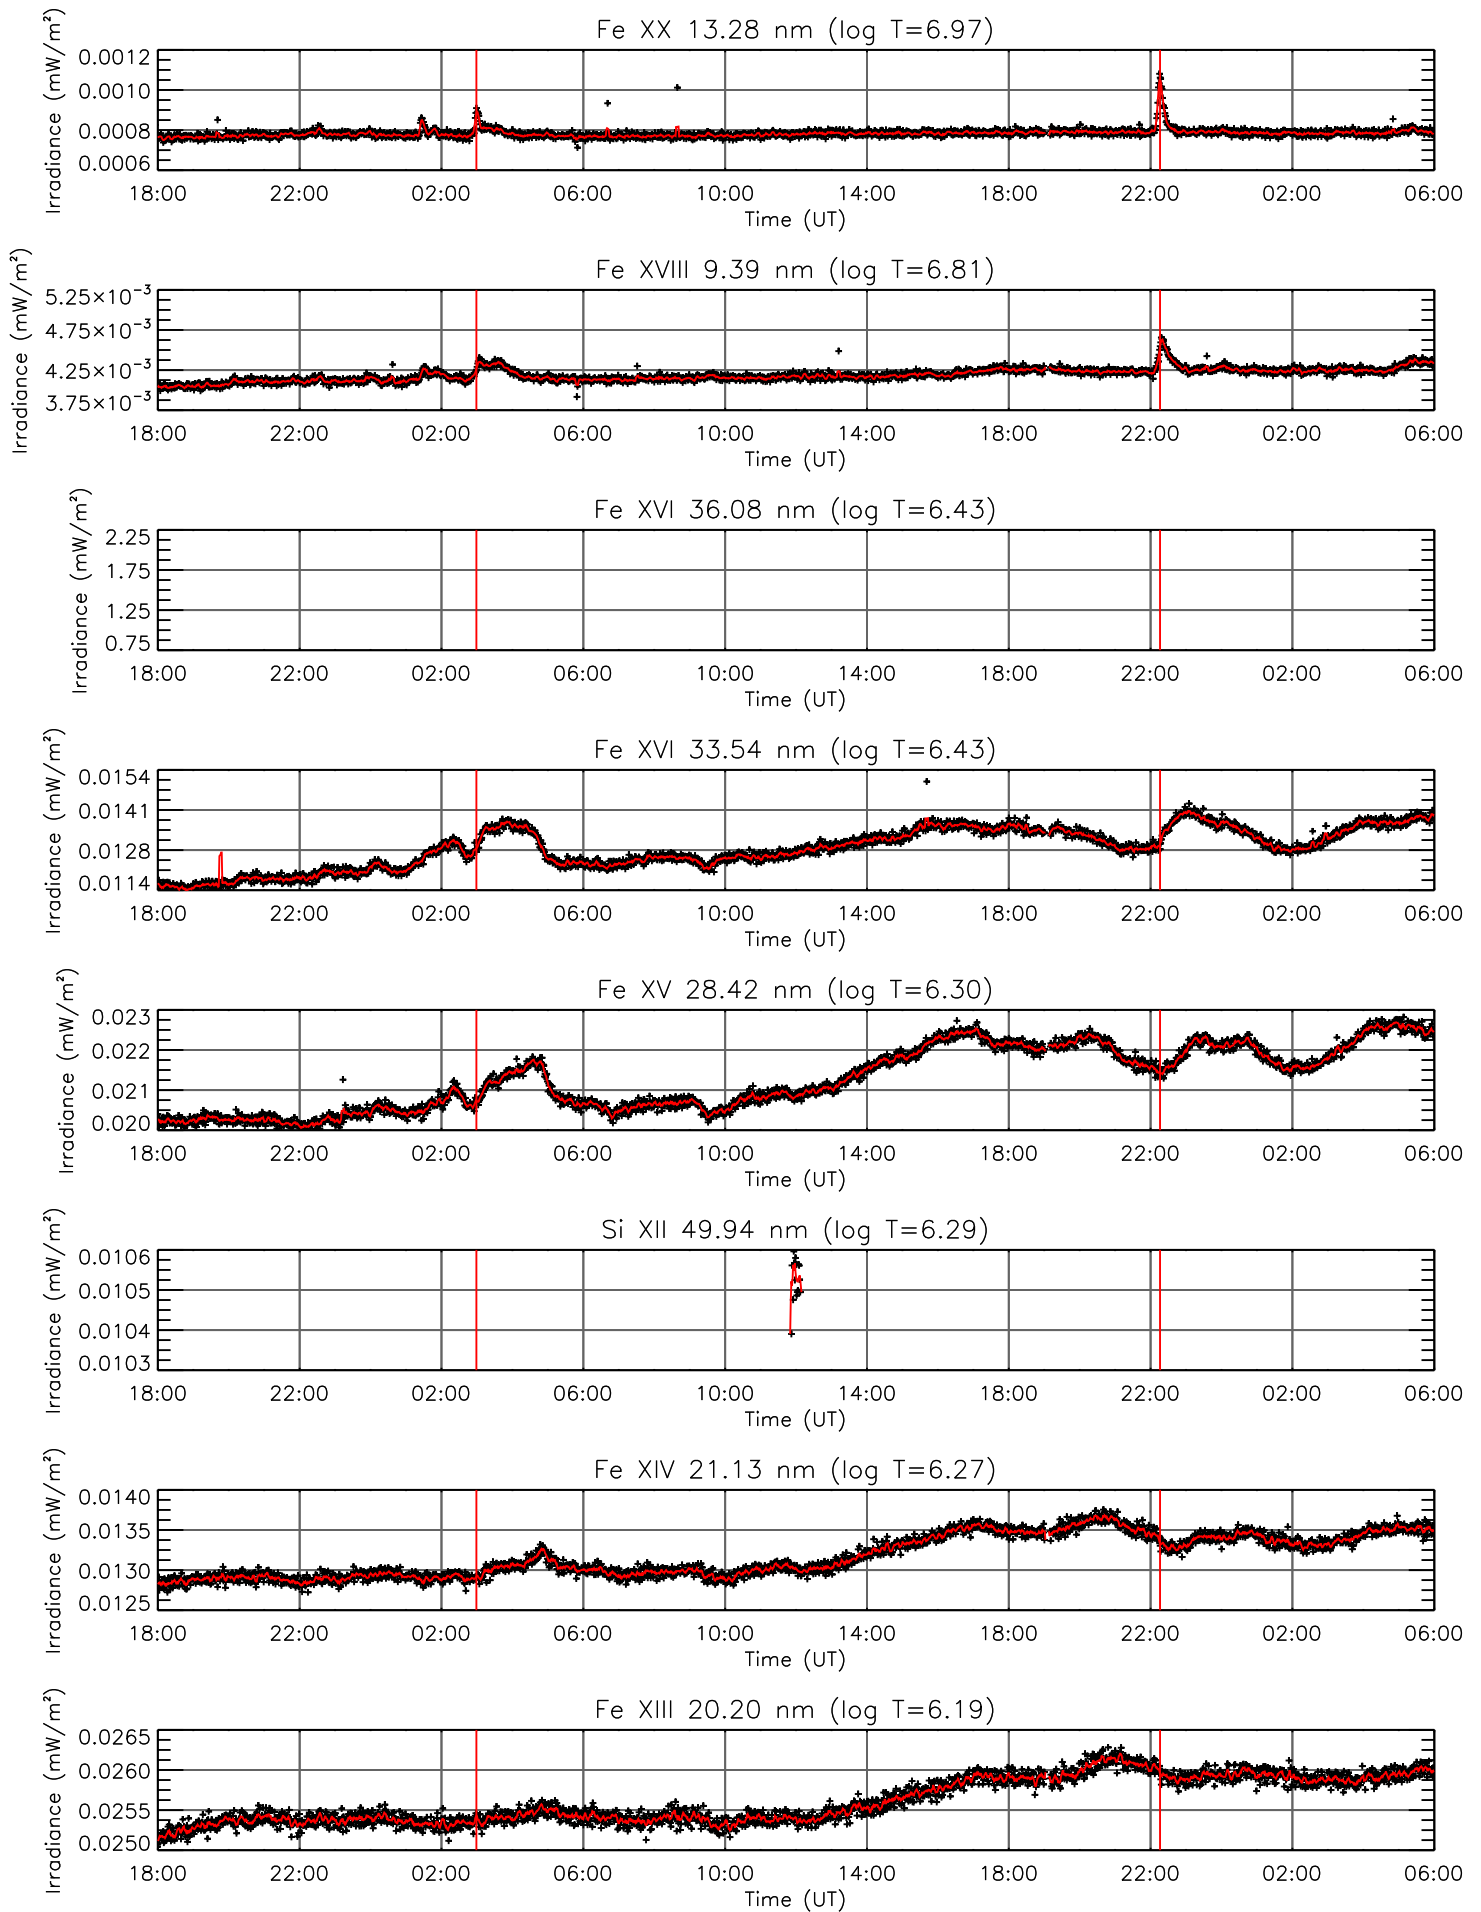 Fe XX 13.28 nm (log T=6.97)
Irradiance (mW/m²)
0.0012
0.0010
0.0008
0.0006
18:00 22:00 02:00 06:00 10:00 14:00 18:00 22:00 02:00 06:00
Time (UT)
Fe XVIII 9.39 nm (log T=6.81)
Irradiance (mW/m²)
5.25×10⁻³
4.75×10⁻³
4.25×10⁻³
3.75×10⁻³
18:00 22:00 02:00 06:00 10:00 14:00 18:00 22:00 02:00 06:00
Time (UT)
Fe XVI 36.08 nm (log T=6.43)
Irradiance (mW/m²)
2.25
1.75
1.25
0.75
18:00 22:00 02:00 06:00 10:00 14:00 18:00 22:00 02:00 06:00
Time (UT)
Fe XVI 33.54 nm (log T=6.43)
Irradiance (mW/m²)
0.0154
0.0141
0.0128
0.0114
18:00 22:00 02:00 06:00 10:00 14:00 18:00 22:00 02:00 06:00
Time (UT)
Fe XV 28.42 nm (log T=6.30)
Irradiance (mW/m²)
0.023
0.022
0.021
0.020
18:00 22:00 02:00 06:00 10:00 14:00 18:00 22:00 02:00 06:00
Time (UT)
Si XII 49.94 nm (log T=6.29)
Irradiance (mW/m²)
0.0106
0.0105
0.0104
0.0103
18:00 22:00 02:00 06:00 10:00 14:00 18:00 22:00 02:00 06:00
Time (UT)
Fe XIV 21.13 nm (log T=6.27)
Irradiance (mW/m²)
0.0140
0.0135
0.0130
0.0125
18:00 22:00 02:00 06:00 10:00 14:00 18:00 22:00 02:00 06:00
Time (UT)
Fe XIII 20.20 nm (log T=6.19)
Irradiance (mW/m²)
0.0265
0.0260
0.0255
0.0250
18:00 22:00 02:00 06:00 10:00 14:00 18:00 22:00 02:00 06:00
Time (UT)